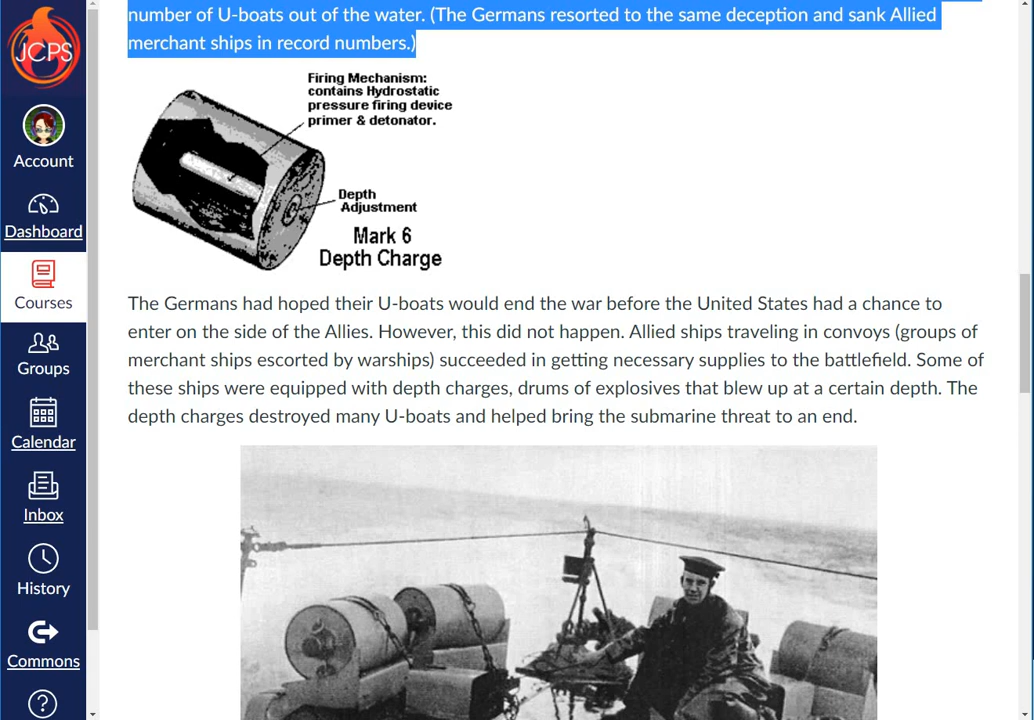 number of U-boats out of the water. (The Germans resorted to the same deception and sank Allied
merchant ships in record numbers.)
JCPS
Account
Dashboard
Courses
Groups
Calendar
Inbox
History
Commons
?
Firing Mechanism:
contains Hydrostatic
pressure firing device
primer & detonator.
Depth
Adjustment
Mark 6
Depth Charge
The Germans had hoped their U-boats would end the war before the United States had a chance to
enter on the side of the Allies. However, this did not happen. Allied ships traveling in convoys (groups of
merchant ships escorted by warships) succeeded in getting necessary supplies to the battlefield. Some of
these ships were equipped with depth charges, drums of explosives that blew up at a certain depth. The
depth charges destroyed many U-boats and helped bring the submarine threat to an end.